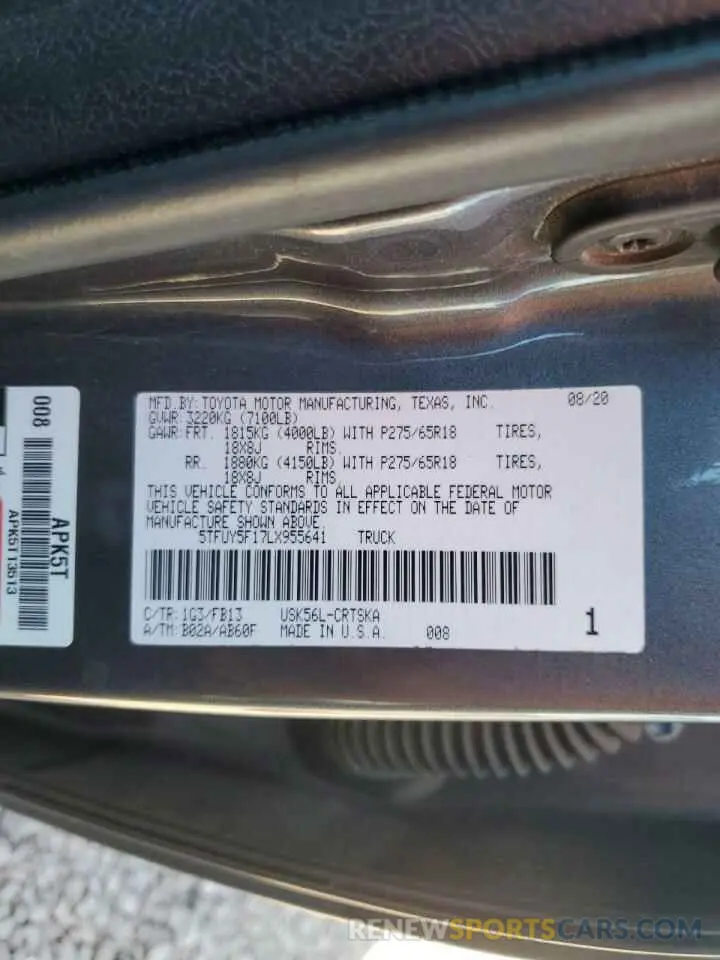 MFD.BY:TOYOTA MOTOR MANUFACTURING, TEXAS, INC. 08/20
GVWR 3220KG (7100LB)
GAWR FRT. 1815KG (4000LB) WITH P275/65R18 TIRES,
18X8J RIMS.
RR. 1880KG (4150LB) WITH P275/65R18 TIRES,
18X8J RIMS
THIS VEHICLE CONFORMS TO ALL APPLICABLE FEDERAL MOTOR
VEHICLE SAFETY STANDARDS IN EFFECT ON THE DATE OF
MANUFACTURE SHOWN ABOVE.
5TFUY5F17LX955641 TRUCK
C/TR:1G3/FB13 USK56L-CRTSKA 1
A/TM:B02A/AB60F MADE IN U.S.A. 008
008
APK5T
APK5T13513
RENEWSPORTSCARS.COM